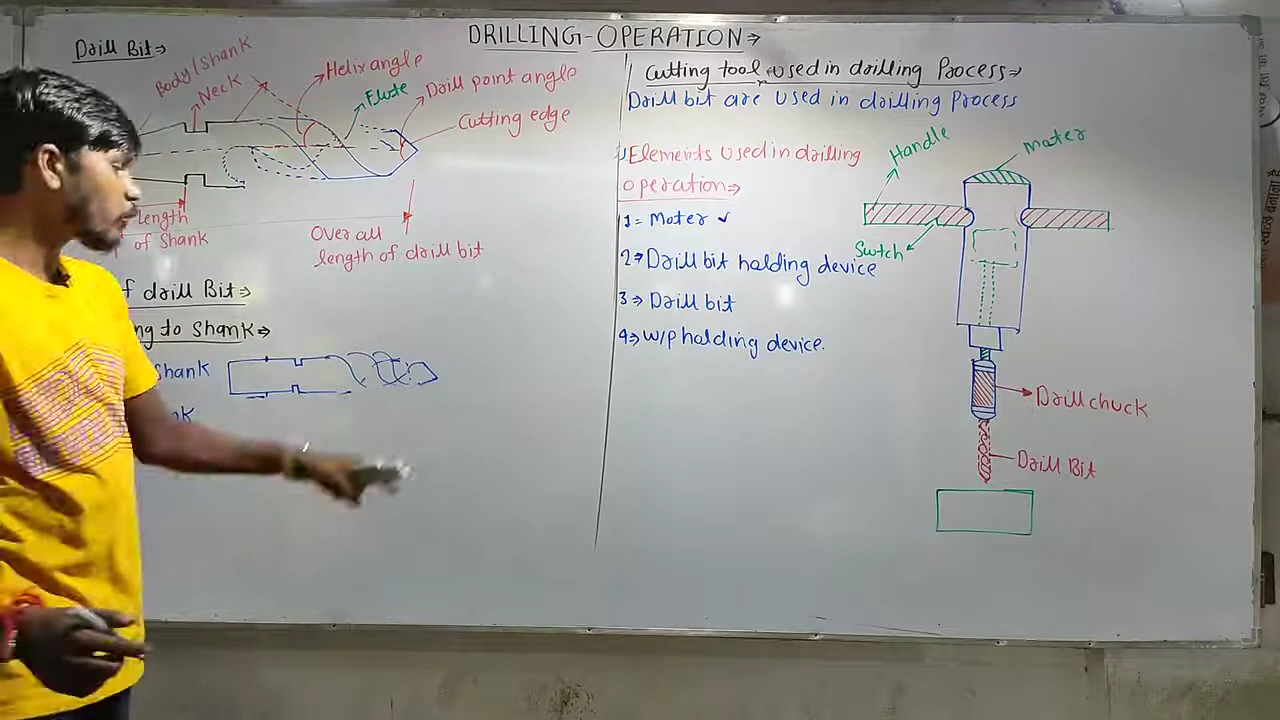 DRILLING-OPERATION⇒
Drill Bit⇒
Body/Shank
Neck
Helix angle
Flute
Drill point angle
Cutting edge
Length
of Shank
Over all
length of drill bit
f drill Bit⇒
ng to Shank⇒
Shank
nk
Cutting tool used in drilling Process⇒
Drill bit are used in drilling Process
Elements Used in drilling
Operation⇒
1= Moter ✓
2⇒ Drill bit holding device
3⇒ Drill bit
4⇒ W/p holding device.
Handle
Moter
Swtch
Drill chuck
Drill Bit